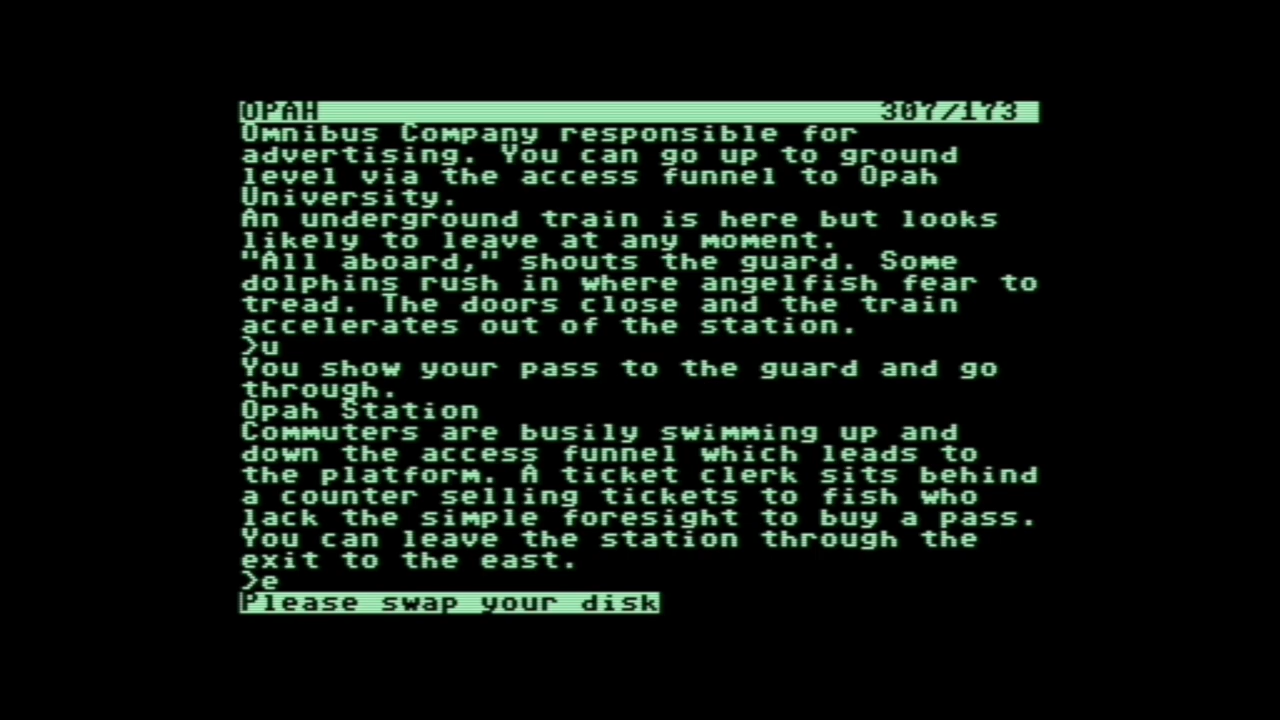 OPAH 307/173
Omnibus Company responsible for
advertising. You can go up to ground
level via the access funnel to Opah
University.
An underground train is here but looks
likely to leave at any moment.
"All aboard," shouts the guard. Some
dolphins rush in where angelfish fear to
tread. The doors close and the train
accelerates out of the station.
>u
You show your pass to the guard and go
through.
Opah Station
Commuters are busily swimming up and
down the access funnel which leads to
the platform. A ticket clerk sits behind
a counter selling tickets to fish who
lack the simple foresight to buy a pass.
You can leave the station through the
exit to the east.
>e
Please swap your disk